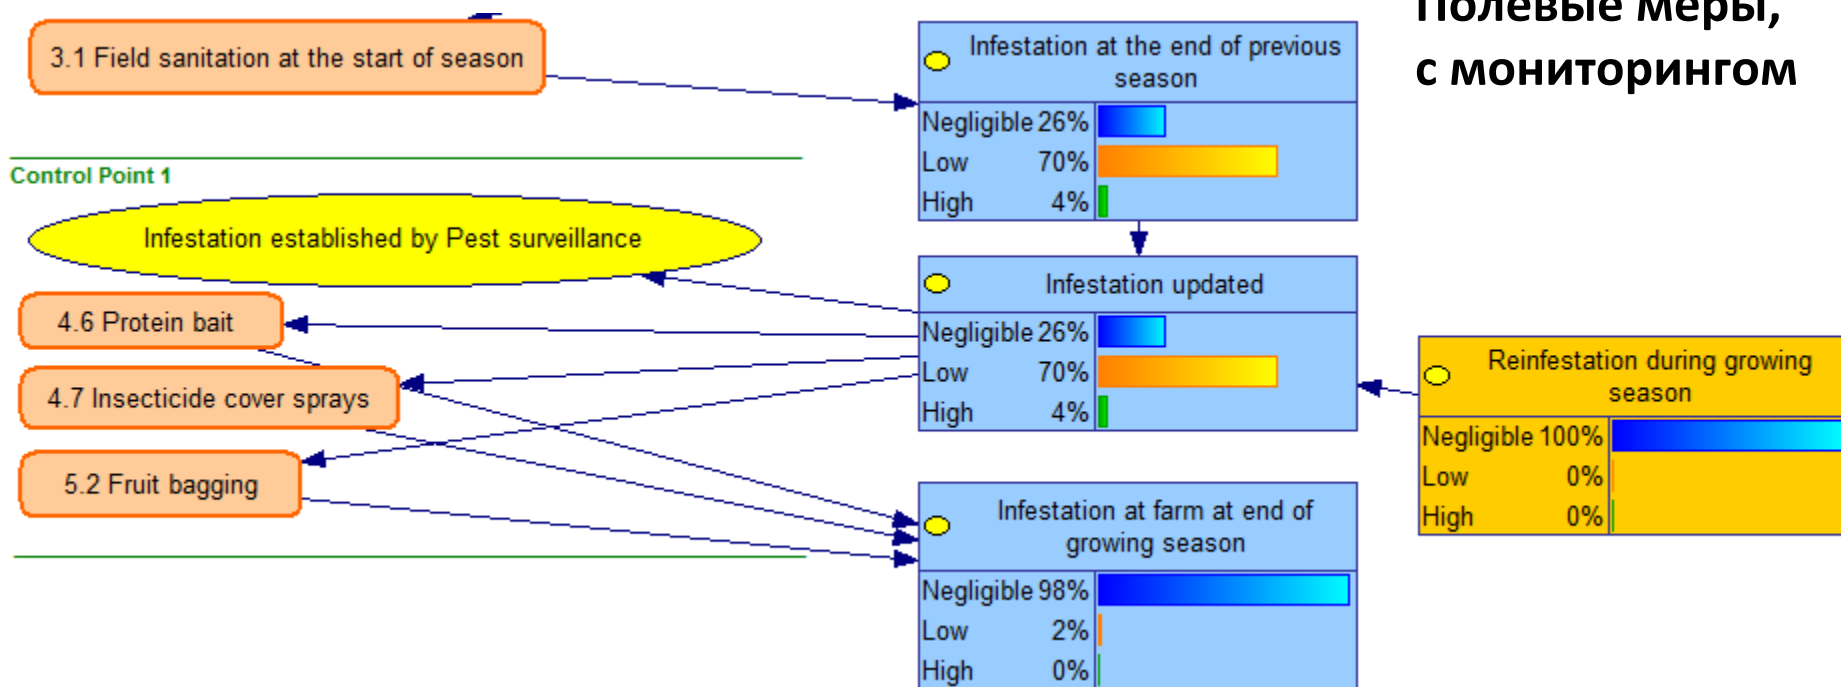 Полевые меры,
с мониторингом
3.1 Field sanitation at the start of season
Infestation at the end of previous
season
Negligible 26%
Low 70%
High 4%
Control Point 1
Infestation established by Pest surveillance
4.6 Protein bait
4.7 Insecticide cover sprays
5.2 Fruit bagging
Infestation updated
Negligible 26%
Low 70%
High 4%
Reinfestation during growing
season
Negligible 100%
Low 0%
High 0%
Infestation at farm at end of
growing season
Negligible 98%
Low 2%
High 0%